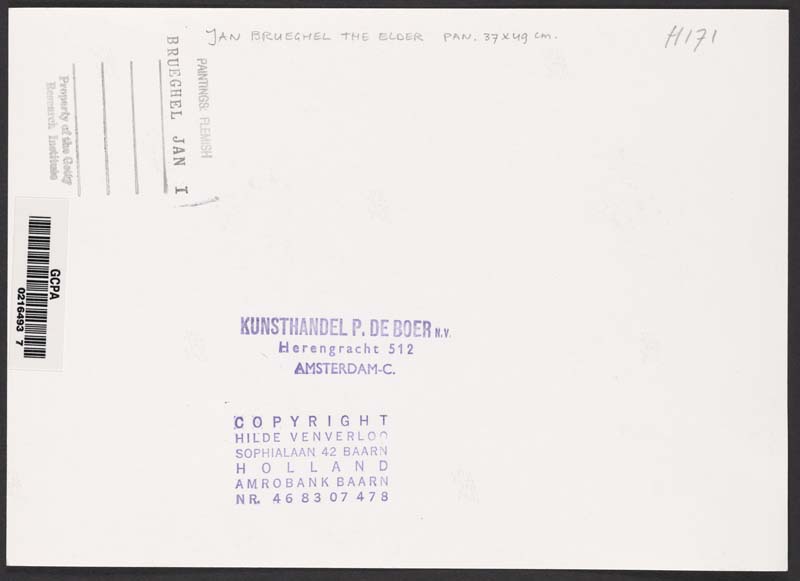 JAN BRUEGHEL THE ELDER PAN. 37 x 49 cm.
H171
PAINTINGS: FLEMISH
BRUEGHEL JAN I
Property of the Getty
Research Institute
GCPA
0216493 7
KUNSTHANDEL P. DE BOER N.V.
Herengracht 512
AMSTERDAM-C.
COPYRIGHT
HILDE VENVERLOO
SOPHIALAAN 42 BAARN
HOLLAND
AMROBANK BAARN
NR. 46 83 07 478